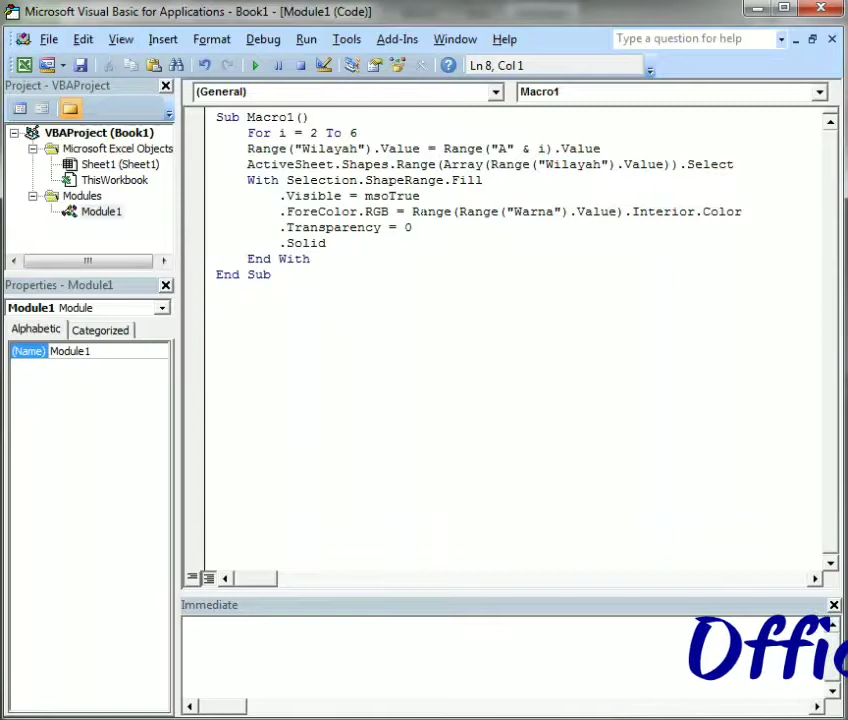 Microsoft Visual Basic for Applications - Book1 - [Module1 (Code)]
File Edit View Insert Format Debug Run Tools Add-Ins Window Help
Type a question for help
Ln 8, Col 1
Project - VBAProject
(General)
Macro1
VBAProject (Book1)
Microsoft Excel Objects
Sheet1 (Sheet1)
ThisWorkbook
Modules
Module1
Sub Macro1()
For i = 2 To 6
Range("Wilayah").Value = Range("A" & i).Value
ActiveSheet.Shapes.Range(Array(Range("Wilayah").Value)).Select
With Selection.ShapeRange.Fill
.Visible = msoTrue
.ForeColor.RGB = Range(Range("Warna").Value).Interior.Color
.Transparency = 0
.Solid
End With
End Sub
Properties - Module1
Module1 Module
Alphabetic Categorized
(Name) Module1
Immediate